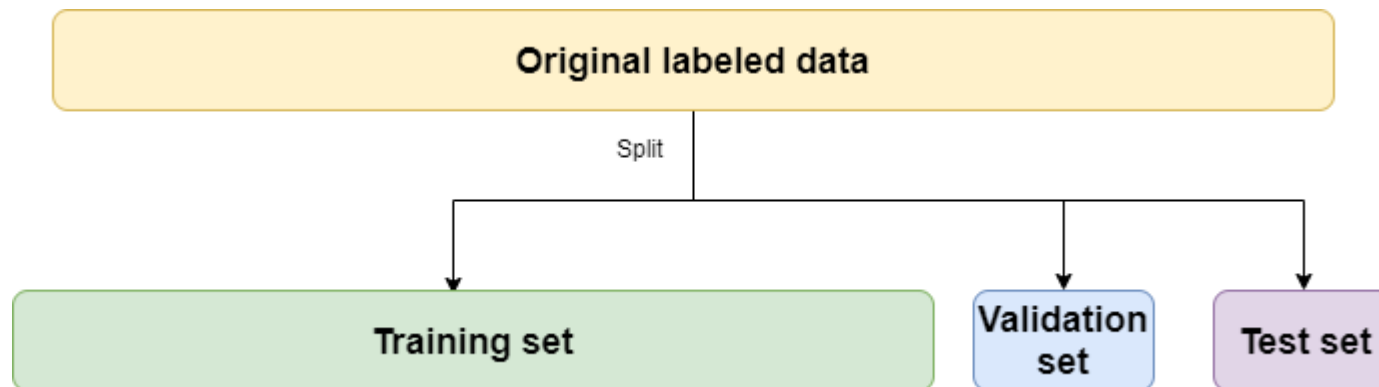 Original labeled data
Split
Training set
Validation
set
Test set